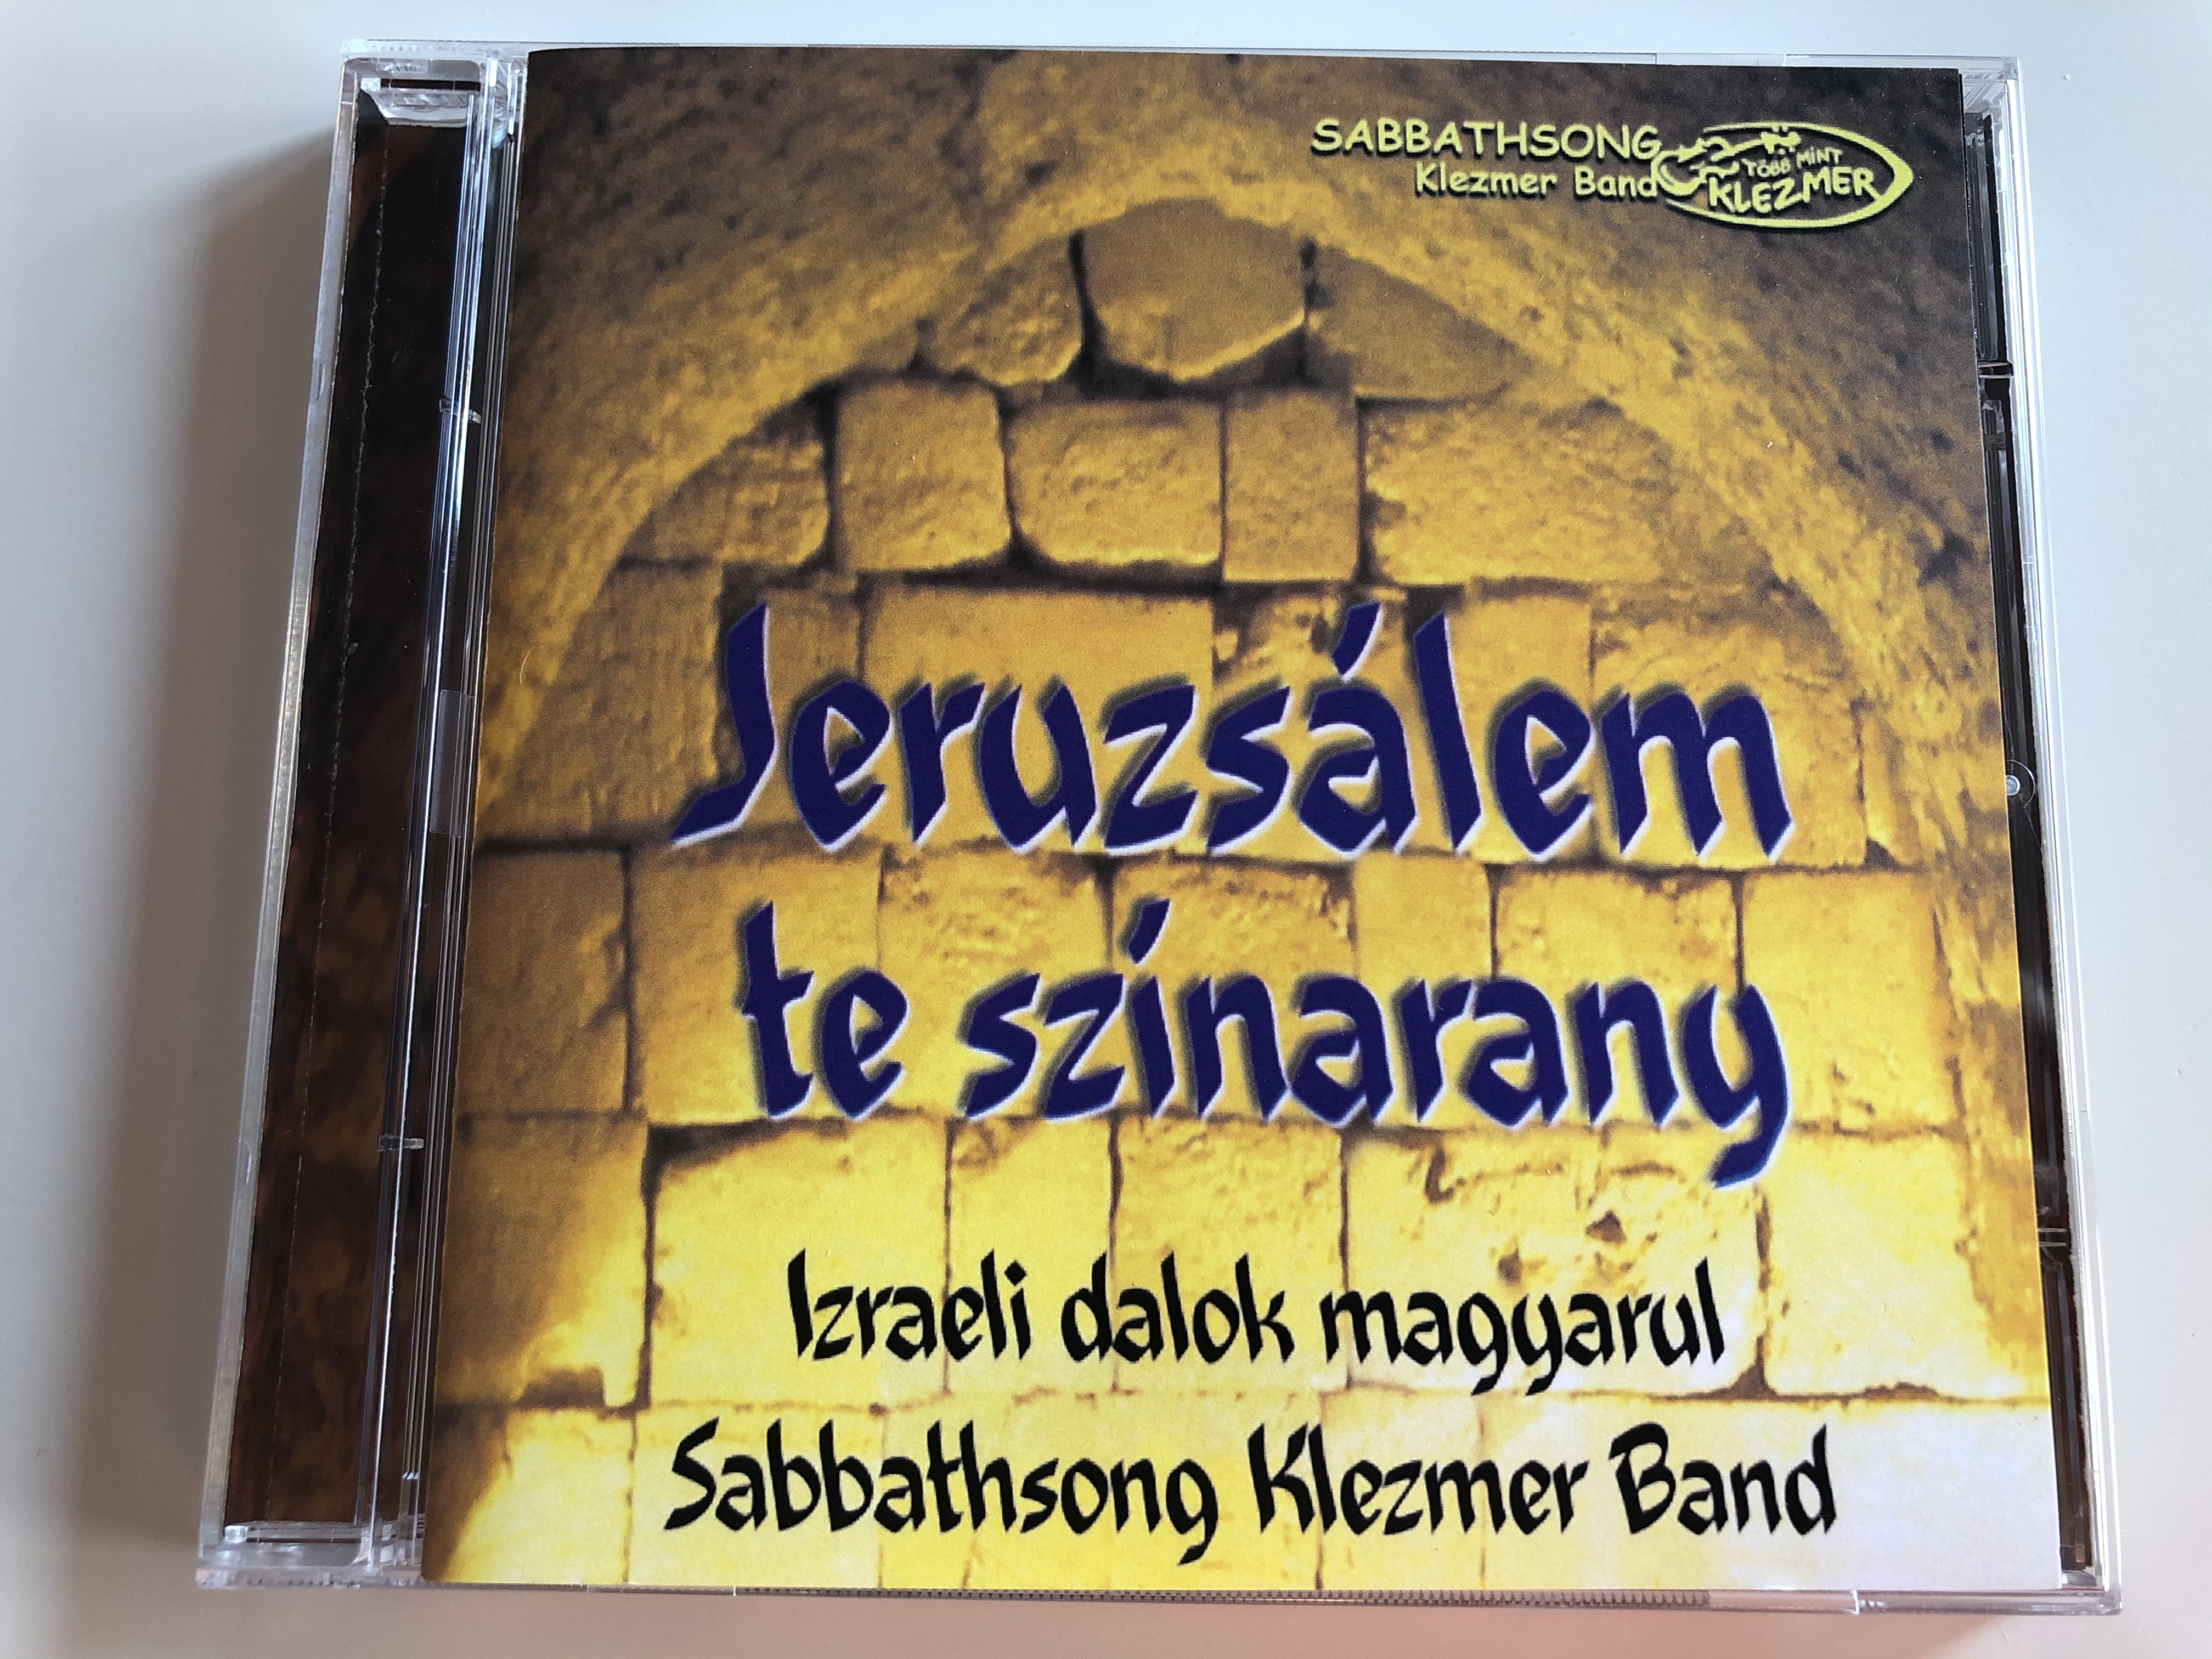 SABBATHSONG
Klezmer Band
TÖBB MINT
KLEZMER
Jeruzsálem
te színarany
Izraeli dalok magyarul
Sabbathsong Klezmer Band